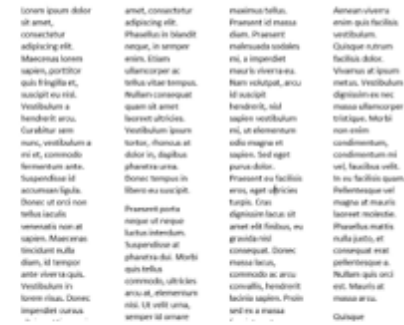 Lorem ipsum dolor
sit amet,
consectetur
adipiscing elit.
Maecenas lorem
sapien, porttitor
quis fringilla et,
suscipit eu nisl.
Vestibulum a
hendrerit arcu.
Curabitur sem
nunc, vestibulum a
mi et, commodo
fermentum ante.
Suspendisse id
accumsan ligula.
Donec ut orci non
tellus iaculis
venenatis non at
sapien. Maecenas
tincidunt nulla
diam, id tempor
ante viverra quis.
Vestibulum in
lorem risus. Donec
imperdiet cursus
amet, consectetur
adipiscing elit.
Phasellus in blandit
neque, in semper
enim. Etiam
ullamcorper ac
tellus vitae tempus.
Nullam consequat
quam sit amet
laoreet ultricies.
Vestibulum ipsum
tortor, rhoncus at
dolor in, dapibus
pharetra urna.
Donec tempus in
libero eu suscipit.
Praesent porta
neque ut neque
luctus interdum.
Suspendisse at
pharetra dui. Morbi
quis tellus
commodo, ultricies
arcu at, elementum
nisl. Ut velit urna,
semper id ornare
maximus tellus.
Praesent id massa
diam. Praesent
malesuada sodales
mi, a imperdiet
mauris viverra ea.
Nam volutpat, arcu
id suscipit
hendrerit, nisl
sapien vestibulum
mi, ut elementum
odio magna et
sapien. Sed eget
purus dolor.
Praesent eu facilisis
eros, eget ultricies
turpis. Cras
dignissim lacus sit
amet elit finibus, eu
gravida nisl
consequat. Donec
massa lacus,
commodo ac arcu
convallis, hendrerit
lacinia sapien. Proin
sed ex a massa
Aenean viverra
enim quis facilisis
vestibulum.
Quisque rutrum
facilisis dolor.
Vivamus at ipsum
metus. Vestibulum
dignissim ex nec
massa ullamcorper
tristique. Morbi
non enim
condimentum,
condimentum mi
vel, faucibus velit.
In eu facilisis quam
Pellentesque vel
magna ut mauris
laoreet molestie.
Phasellus mattis
nulla justo, et
consequat erat
pellentesque a.
Nullam quis orci
est. Mauris at
massa arcu.
Quisque